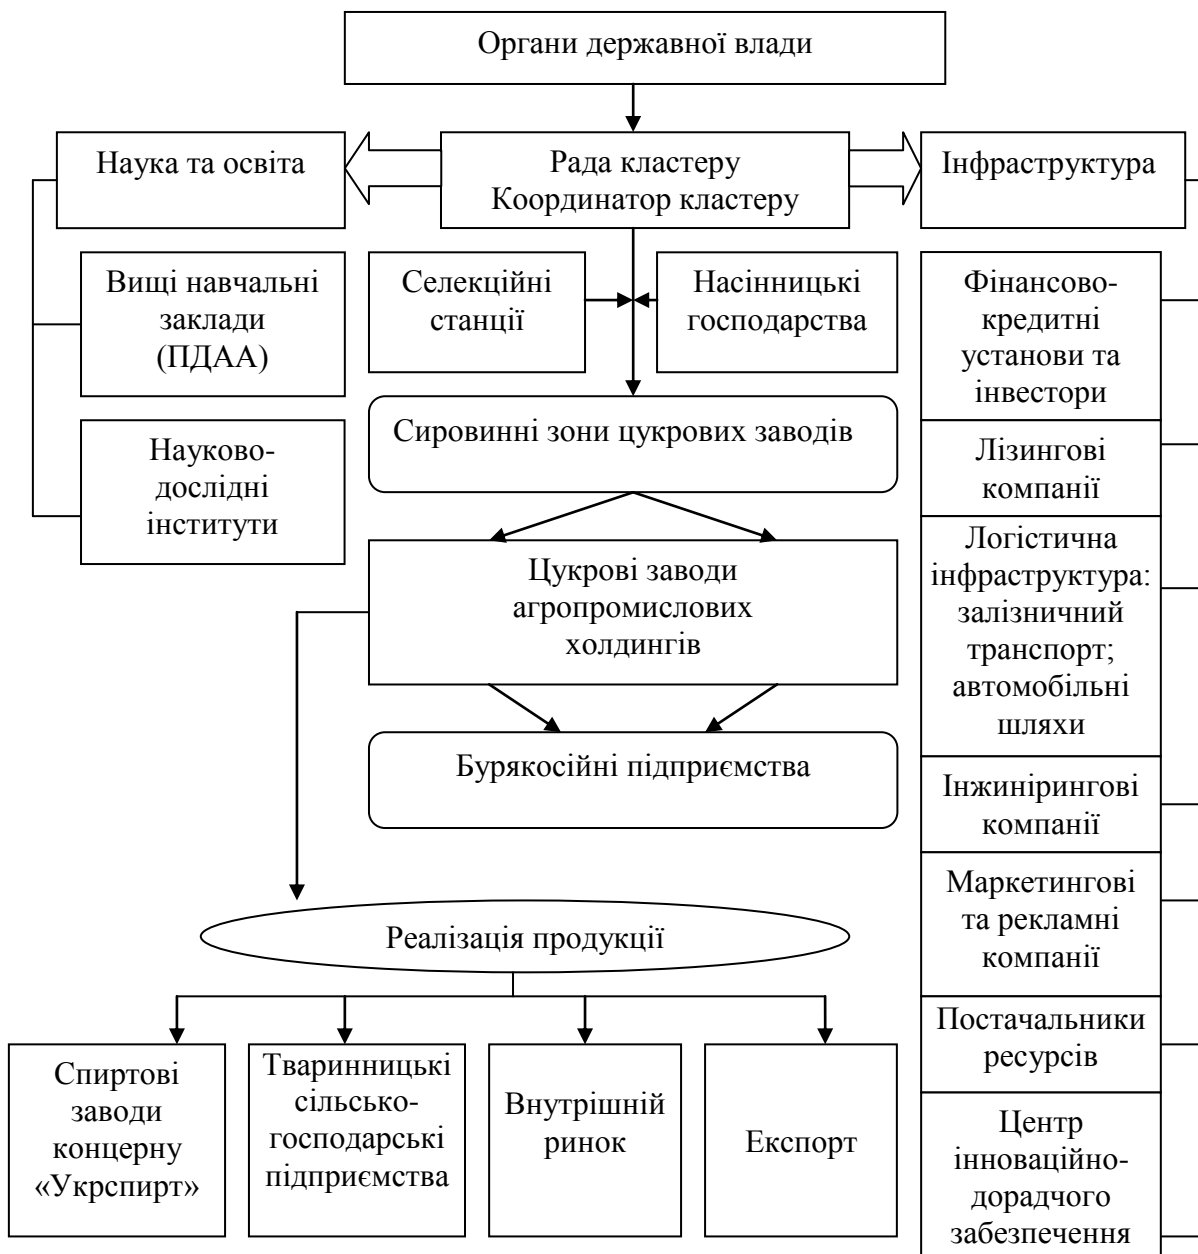 Органи державної влади
Наука та освіта
Рада кластеру
Координатор кластеру
Інфраструктура
Вищі навчальні
заклади
(ПДАА)
Селекційні
станції
Насінницькі
господарства
Фінансово-
кредитні
установи та
інвестори
Сировинні зони цукрових заводів
Науково-
дослідні
інститути
Лізингові
компанії
Цукрові заводи
агропромислових
холдингів
Логістична
інфраструктура:
залізничний
транспорт;
автомобільні
шляхи
Бурякосійні підприємства
Інжинірингові
компанії
Маркетингові
та рекламні
компанії
Реалізація продукції
Постачальники
ресурсів
Спиртові
заводи
концерну
«Укрспирт»
Тваринницькі
сільсько-
господарські
підприємства
Внутрішній
ринок
Експорт
Центр
інноваційно-
дорадчого
забезпечення